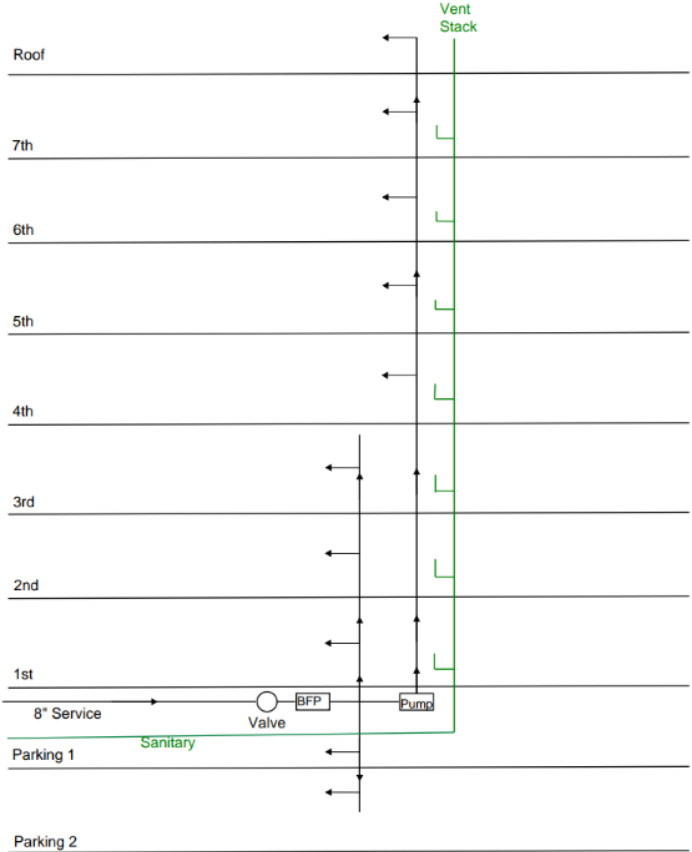 Vent
Stack
Roof
7th
6th
5th
4th
3rd
2nd
1st
8" Service
Valve
BFP
Pump
Sanitary
Parking 1
Parking 2